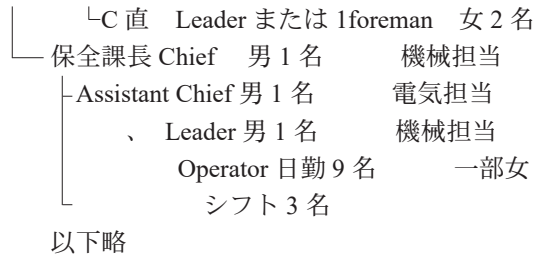 └C 直　Leader または 1foreman　女 2 名
保全課長 Chief　男 1 名　　機械担当
Assistant Chief 男 1 名　　電気担当
、　Leader 男 1 名　　機械担当
Operator 日勤 9 名　　一部女
シフト 3 名
以下略